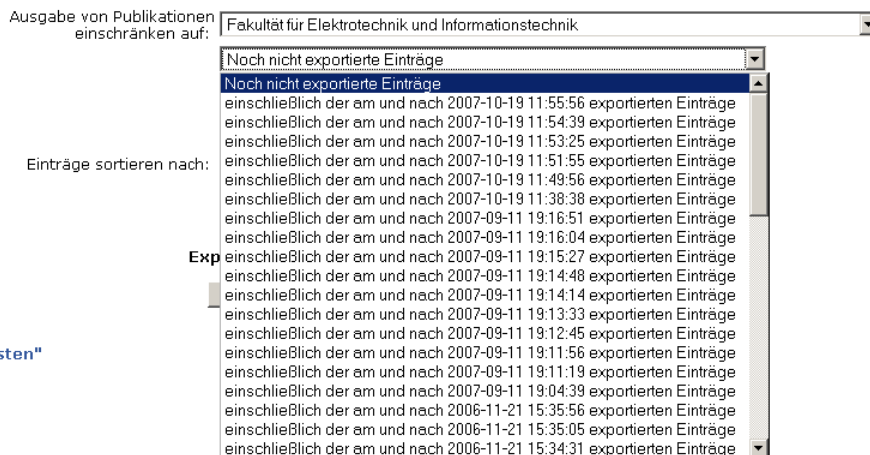 Ausgabe von Publikationen
einschränken auf:
Fakultät für Elektrotechnik und Informationstechnik
Noch nicht exportierte Einträge
Noch nicht exportierte Einträge
einschließlich der am und nach 2007-10-19 11:55:56 exportierten Einträge
einschließlich der am und nach 2007-10-19 11:54:39 exportierten Einträge
einschließlich der am und nach 2007-10-19 11:53:25 exportierten Einträge
Einträge sortieren nach:
einschließlich der am und nach 2007-10-19 11:51:55 exportierten Einträge
einschließlich der am und nach 2007-10-19 11:49:56 exportierten Einträge
einschließlich der am und nach 2007-10-19 11:38:38 exportierten Einträge
einschließlich der am und nach 2007-09-11 19:16:51 exportierten Einträge
einschließlich der am und nach 2007-09-11 19:16:04 exportierten Einträge
Exp
einschließlich der am und nach 2007-09-11 19:15:27 exportierten Einträge
einschließlich der am und nach 2007-09-11 19:14:48 exportierten Einträge
einschließlich der am und nach 2007-09-11 19:14:14 exportierten Einträge
einschließlich der am und nach 2007-09-11 19:13:33 exportierten Einträge
einschließlich der am und nach 2007-09-11 19:12:45 exportierten Einträge
sten"
einschließlich der am und nach 2007-09-11 19:11:56 exportierten Einträge
einschließlich der am und nach 2007-09-11 19:11:19 exportierten Einträge
einschließlich der am und nach 2007-09-11 19:04:39 exportierten Einträge
einschließlich der am und nach 2006-11-21 15:35:56 exportierten Einträge
einschließlich der am und nach 2006-11-21 15:35:05 exportierten Einträge
einschließlich der am und nach 2006-11-21 15:34:31 exportierten Einträge